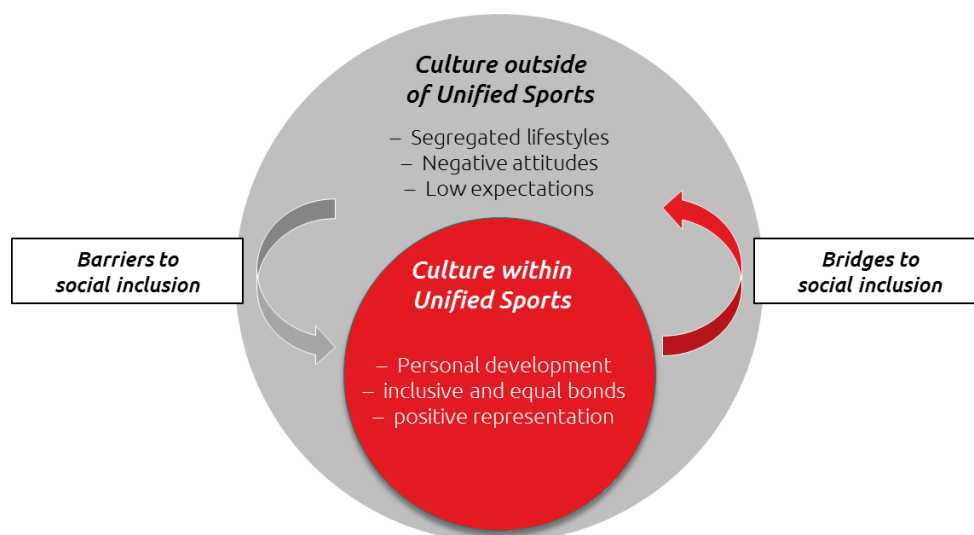 Culture outside
of Unified Sports
– Segregated lifestyles
– Negative attitudes
– Low expectations
Barriers to
social inclusion
Culture within
Unified Sports
– Personal development
– inclusive and equal bonds
– positive representation
Bridges to
social inclusion